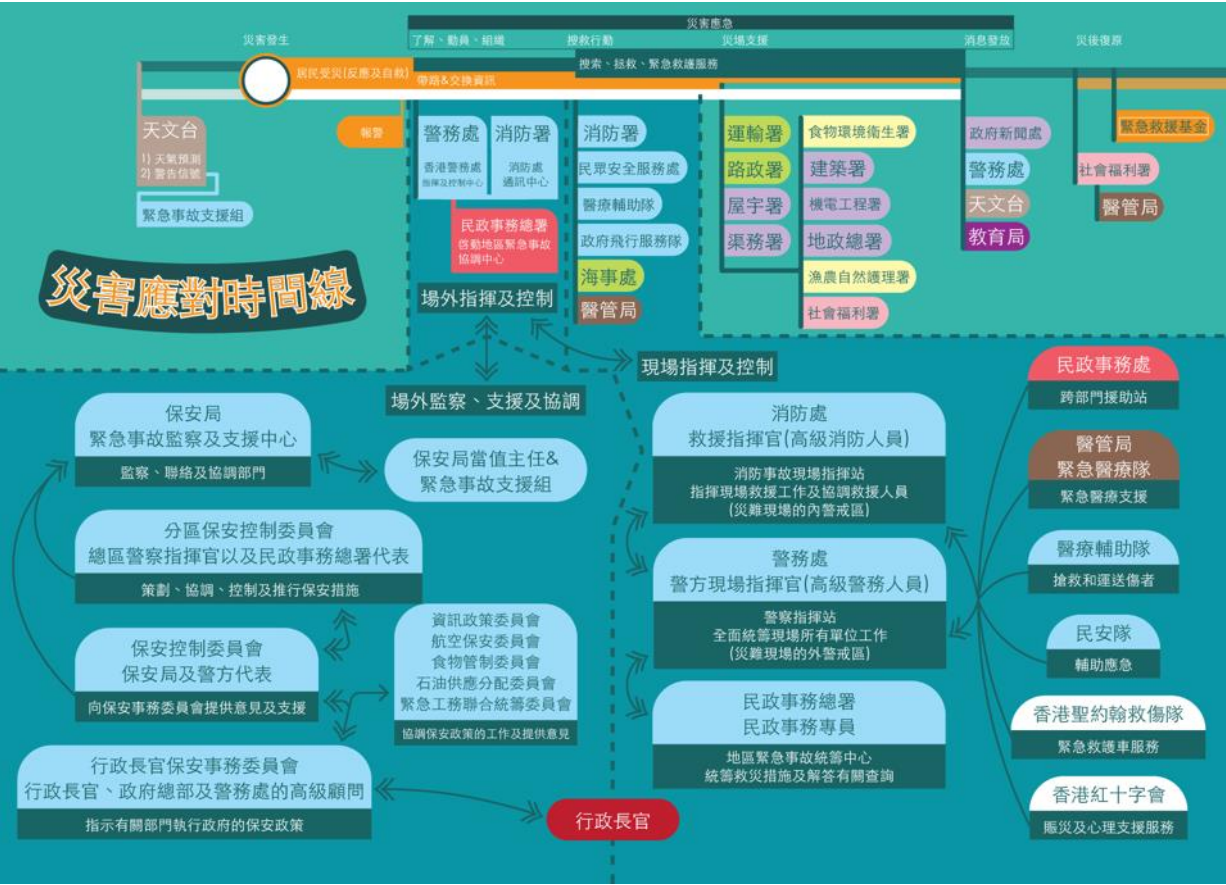 災害應急
災害發生
了解、動員、組織
搜救行動
災場支援
消息發放
災後復原
搜索、拯救、緊急救護服務
居民受災(反應及自救)
帶路&交換資訊
天文台
1) 天氣預測
2) 警告信號
緊急事故支援組
報警
警務處
香港警務處
指揮及控制中心
消防署
消防處
通訊中心
民政事務總署
啓動地區緊急事故
協調中心
場外指揮及控制
消防署
民眾安全服務處
醫療輔助隊
政府飛行服務隊
海事處
醫管局
運輸署
路政署
屋宇署
渠務署
食物環境衛生署
建築署
機電工程署
地政總署
漁農自然護理署
社會福利署
政府新聞處
警務處
天文台
教育局
緊急救援基金
社會福利署
醫管局
災害應對時間線
現場指揮及控制
場外監察、支援及協調
保安局
緊急事故監察及支援中心
監察、聯絡及協調部門
保安局當值主任&
緊急事故支援組
分區保安控制委員會
總區警察指揮官以及民政事務總署代表
策劃、協調、控制及推行保安措施
保安控制委員會
保安局及警方代表
向保安事務委員會提供意見及支援
資訊政策委員會
航空保安委員會
食物管制委員會
石油供應分配委員會
緊急工務聯合統籌委員會
協調保安政策的工作及提供意見
行政長官保安事務委員會
行政長官、政府總部及警務處的高級顧問
指示有關部門執行政府的保安政策
行政長官
消防處
救援指揮官(高級消防人員)
消防事故現場指揮站
指揮現場救援工作及協調救援人員
(災難現場的內警戒區)
警務處
警方現場指揮官(高級警務人員)
警察指揮站
全面統籌現場所有單位工作
(災難現場的外警戒區)
民政事務總署
民政事務專員
地區緊急事故統籌中心
統籌救災措施及解答有關查詢
民政事務處
跨部門援助站
醫管局
緊急醫療隊
緊急醫療支援
醫療輔助隊
搶救和運送傷者
民安隊
輔助應急
香港聖約翰救傷隊
緊急救護車服務
香港紅十字會
賑災及心理支援服務